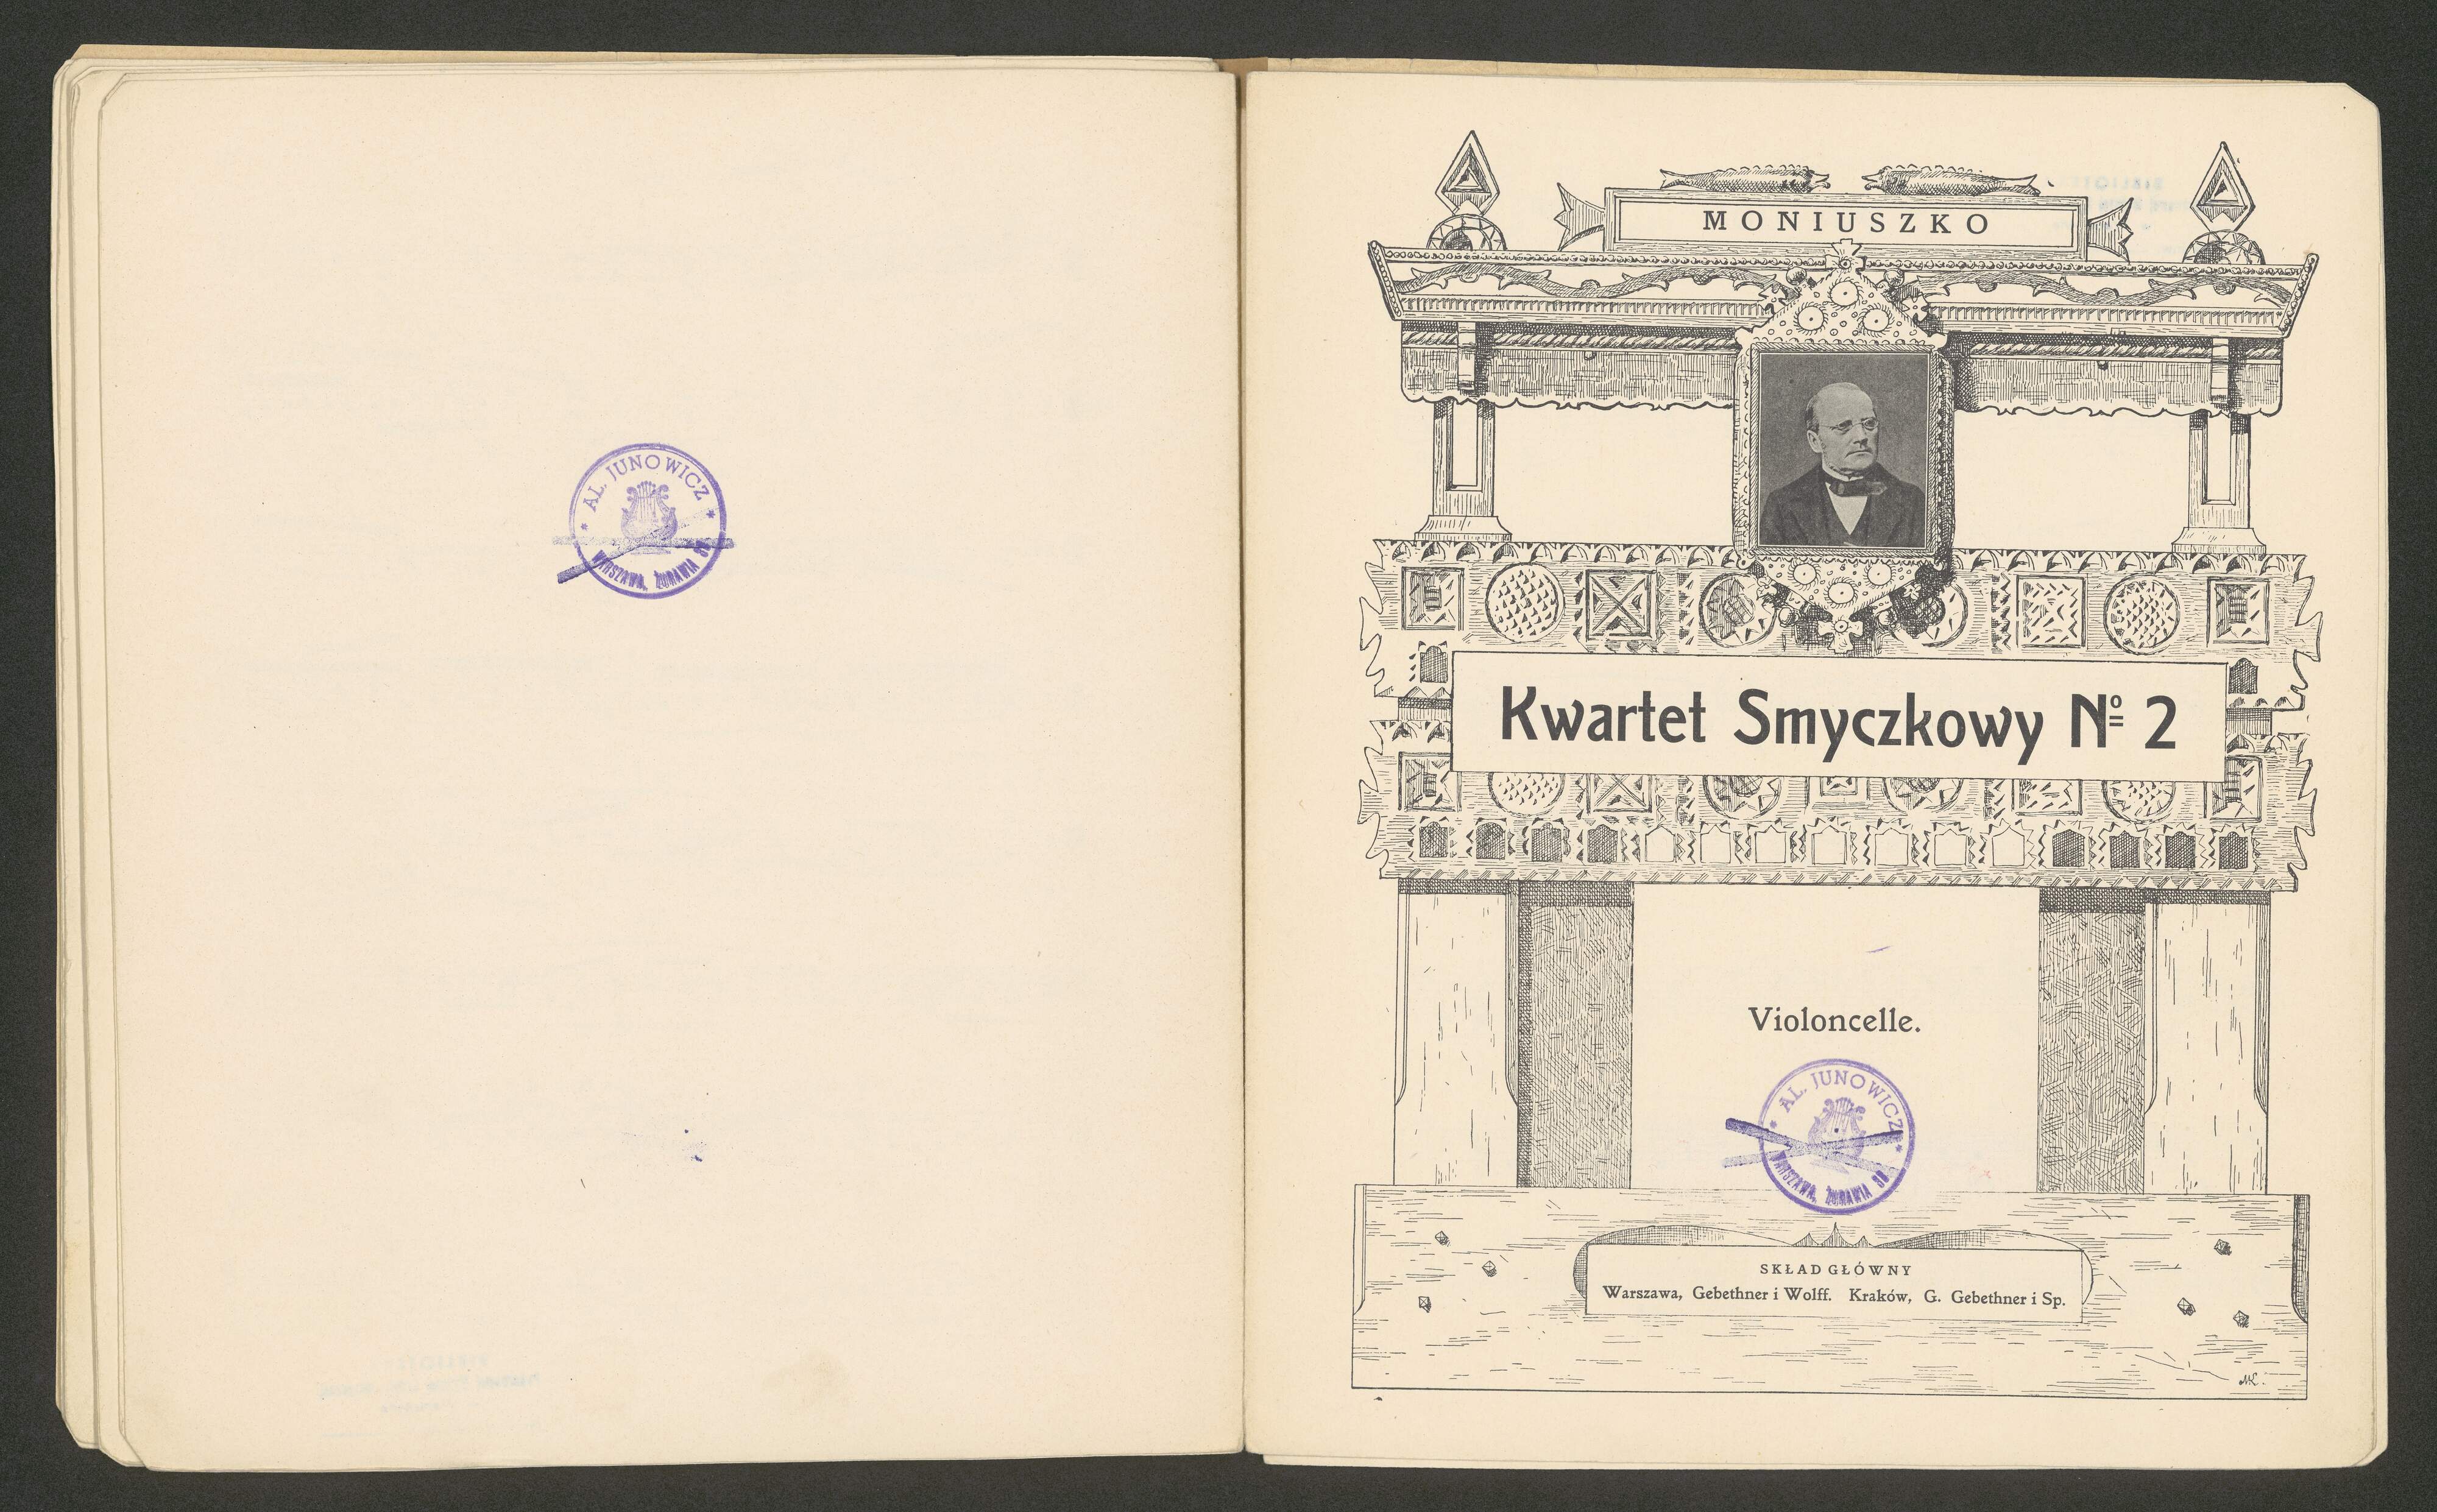 AL. JUNOWICZ
WARSZAWA, ŻURAWIA
MONIUSZKO
Kwartet Smyczkowy Nº 2
Violoncelle.
AL. JUNOWICZ
WARSZAWA, ŻURAWIA
SKŁAD GŁÓWNY
Warszawa, Gebethner i Wolff. Kraków, G. Gebethner i Sp.